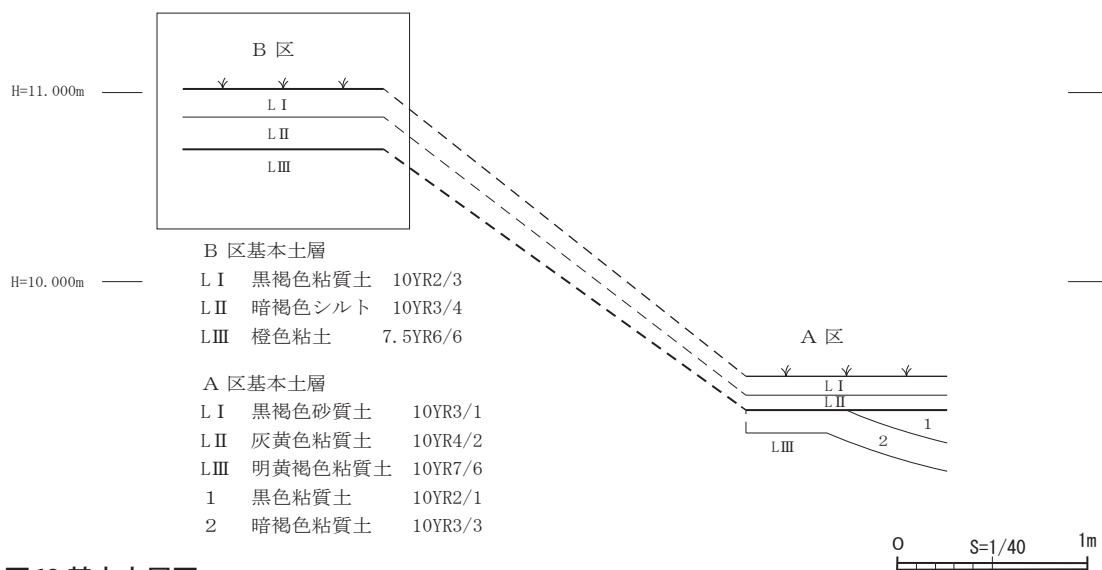 B 区
H=11.000m
LⅠ
LⅡ
LⅢ
B 区基本土層
LⅠ 黒褐色粘質土 10YR2/3
H=10.000m
LⅡ 暗褐色シルト 10YR3/4
LⅢ 橙色粘土 7.5YR6/6
A 区基本土層
LⅠ 黒褐色砂質土 10YR3/1
LⅡ 灰黄色粘質土 10YR4/2
LⅢ 明黄褐色粘質土 10YR7/6
1 黒色粘質土 10YR2/1
2 暗褐色粘質土 10YR3/3
A 区
LⅠ
LⅡ
1
2
LⅢ
0 S=1/40 1m